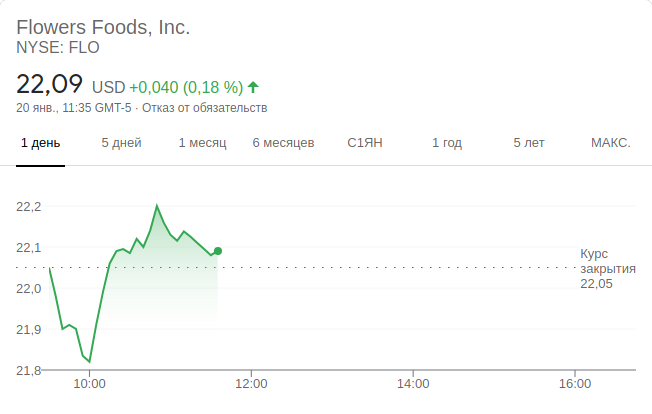 Flowers Foods, Inc.
NYSE: FLO
22,09 USD +0,040 (0,18 %)
20 янв., 11:35 GMT-5 · Отказ от обязательств
1 день 5 дней 1 месяц 6 месяцев С1ЯН 1 год 5 лет МАКС.
22,2
22,1
22,0
21,9
21,8
Курс
закрытия
22,05
10:00 12:00 14:00 16:00